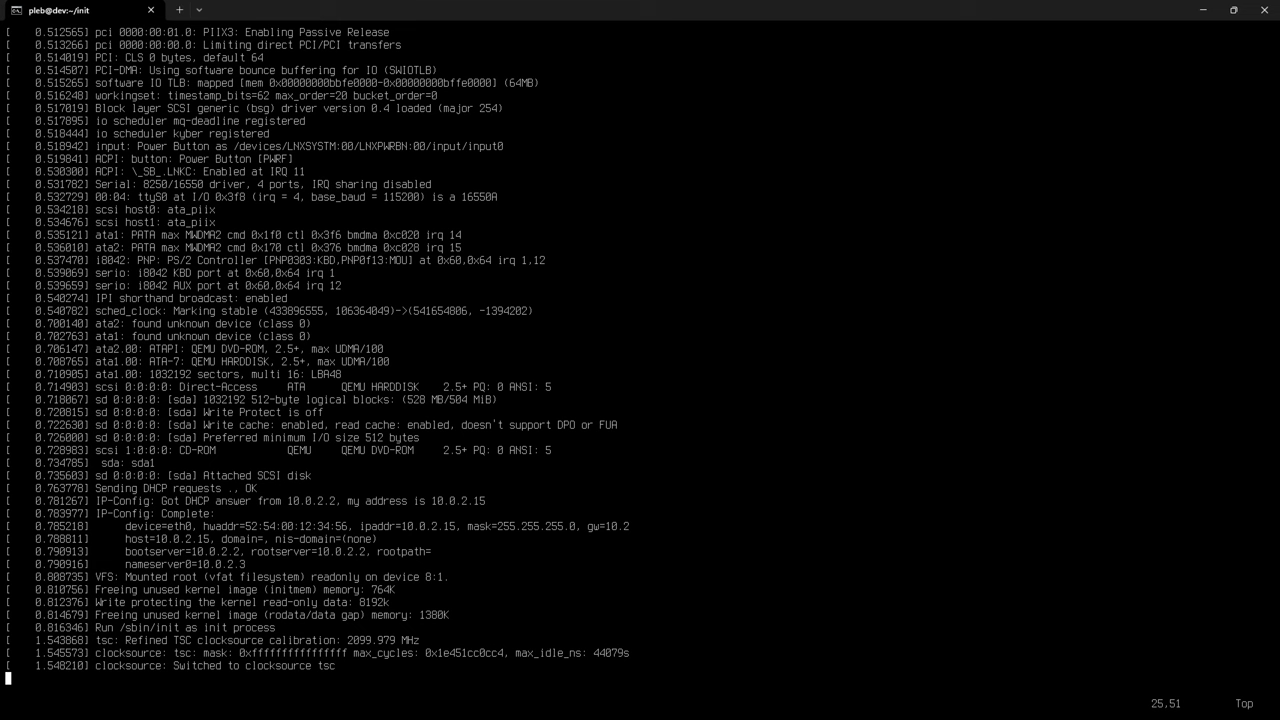 pleb@dev:~/init
[    0.512565] pci 0000:00:01.0: PIIX3: Enabling Passive Release
[    0.513266] pci 0000:00:00.0: Limiting direct PCI/PCI transfers
[    0.514019] PCI: CLS 0 bytes, default 64
[    0.514507] PCI-DMA: Using software bounce buffering for IO (SWIOTLB)
[    0.515265] software IO TLB: mapped [mem 0x00000000bbfe0000-0x00000000bffe0000] (64MB)
[    0.516248] workingset: timestamp_bits=62 max_order=20 bucket_order=0
[    0.517019] Block layer SCSI generic (bsg) driver version 0.4 loaded (major 254)
[    0.517895] io scheduler mq-deadline registered
[    0.518444] io scheduler kyber registered
[    0.518942] input: Power Button as /devices/LNXSYSTM:00/LNXPWRBN:00/input/input0
[    0.519841] ACPI: button: Power Button [PWRF]
[    0.530300] ACPI: \_SB_.LNKC: Enabled at IRQ 11
[    0.531782] Serial: 8250/16550 driver, 4 ports, IRQ sharing disabled
[    0.532729] 00:04: ttyS0 at I/O 0x3f8 (irq = 4, base_baud = 115200) is a 16550A
[    0.534218] scsi host0: ata_piix
[    0.534676] scsi host1: ata_piix
[    0.535121] ata1: PATA max MWDMA2 cmd 0x1f0 ctl 0x3f6 bmdma 0xc020 irq 14
[    0.536010] ata2: PATA max MWDMA2 cmd 0x170 ctl 0x376 bmdma 0xc028 irq 15
[    0.537470] i8042: PNP: PS/2 Controller [PNP0303:KBD,PNP0f13:MOU] at 0x60,0x64 irq 1,12
[    0.539069] serio: i8042 KBD port at 0x60,0x64 irq 1
[    0.539659] serio: i8042 AUX port at 0x60,0x64 irq 12
[    0.540274] IPI shorthand broadcast: enabled
[    0.540782] sched_clock: Marking stable (433896555, 106364049)->(541654806, -1394202)
[    0.700140] ata2: found unknown device (class 0)
[    0.702763] ata1: found unknown device (class 0)
[    0.706147] ata2.00: ATAPI: QEMU DVD-ROM, 2.5+, max UDMA/100
[    0.708765] ata1.00: ATA-7: QEMU HARDDISK, 2.5+, max UDMA/100
[    0.710905] ata1.00: 1032192 sectors, multi 16: LBA48
[    0.714903] scsi 0:0:0:0: Direct-Access     ATA      QEMU HARDDISK    2.5+ PQ: 0 ANSI: 5
[    0.718067] sd 0:0:0:0: [sda] 1032192 512-byte logical blocks: (528 MB/504 MiB)
[    0.720815] sd 0:0:0:0: [sda] Write Protect is off
[    0.722630] sd 0:0:0:0: [sda] Write cache: enabled, read cache: enabled, doesn't support DPO or FUA
[    0.726000] sd 0:0:0:0: [sda] Preferred minimum I/O size 512 bytes
[    0.728983] scsi 1:0:0:0: CD-ROM            QEMU     QEMU DVD-ROM     2.5+ PQ: 0 ANSI: 5
[    0.734785]  sda: sda1
[    0.735603] sd 0:0:0:0: [sda] Attached SCSI disk
[    0.763778] Sending DHCP requests ., OK
[    0.781267] IP-Config: Got DHCP answer from 10.0.2.2, my address is 10.0.2.15
[    0.783977] IP-Config: Complete:
[    0.785218]      device=eth0, hwaddr=52:54:00:12:34:56, ipaddr=10.0.2.15, mask=255.255.255.0, gw=10.2
[    0.788811]      host=10.0.2.15, domain=, nis-domain=(none)
[    0.790913]      bootserver=10.0.2.2, rootserver=10.0.2.2, rootpath=
[    0.790916]      nameserver0=10.0.2.3
[    0.808735] VFS: Mounted root (vfat filesystem) readonly on device 8:1.
[    0.810756] Freeing unused kernel image (initmem) memory: 764K
[    0.812376] Write protecting the kernel read-only data: 8192k
[    0.814679] Freeing unused kernel image (rodata/data gap) memory: 1380K
[    0.816346] Run /sbin/init as init process
[    1.543868] tsc: Refined TSC clocksource calibration: 2099.979 MHz
[    1.545573] clocksource: tsc: mask: 0xffffffffffffffff max_cycles: 0x1e451cc0cc4, max_idle_ns: 44079s
[    1.548210] clocksource: Switched to clocksource tsc
25,51    Top